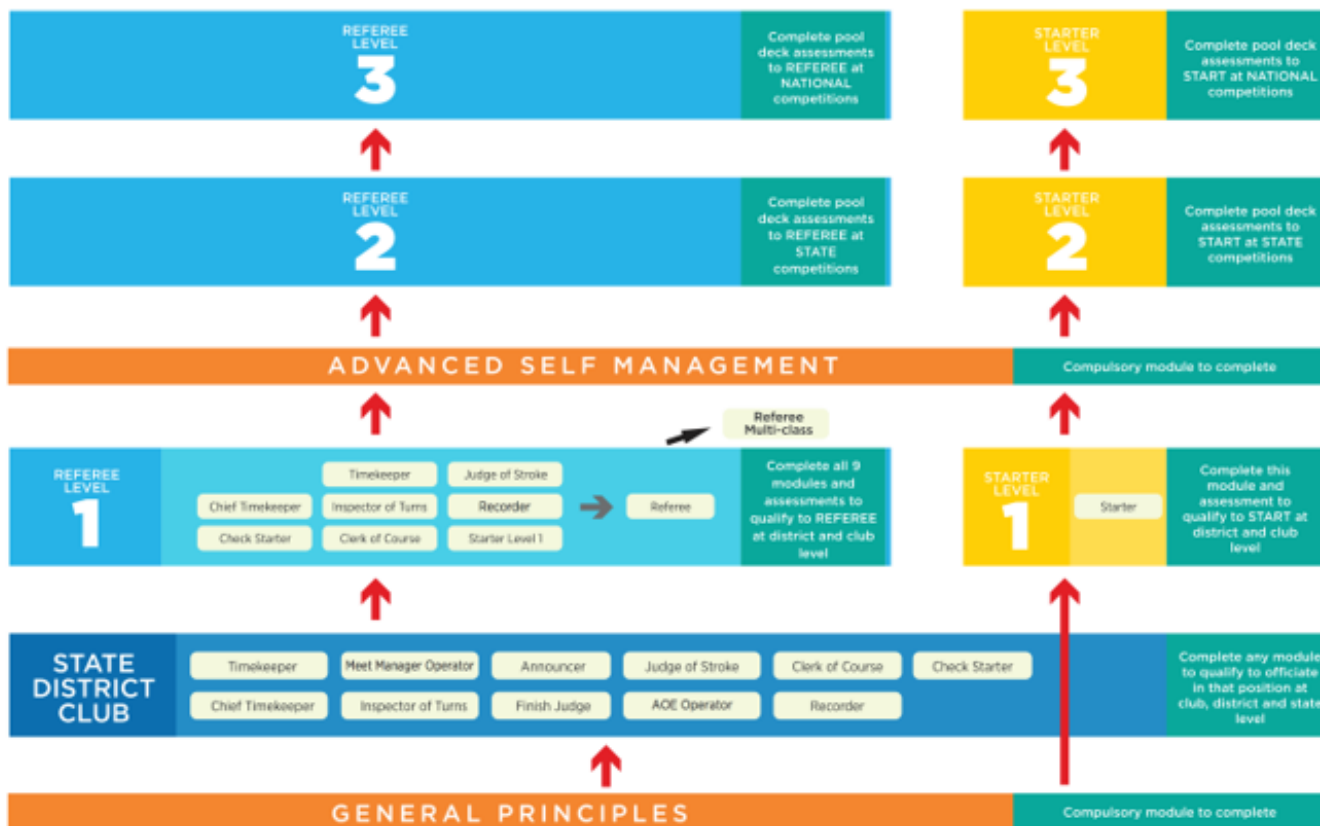 REFEREE
LEVEL
3
Complete pool
deck assessments
to REFEREE at
NATIONAL
competitions
STARTER
LEVEL
3
Complete pool deck
assessments to
START at NATIONAL
competitions
REFEREE
LEVEL
2
Complete pool
deck assessments
to REFEREE at
STATE
competitions
STARTER
LEVEL
2
Complete pool deck
assessments to
START at STATE
competitions
ADVANCED SELF MANAGEMENT
Compulsory module to complete
Referee
Multi-class
REFEREE
LEVEL
1
Timekeeper
Judge of Stroke
Chief Timekeeper
Inspector of Turns
Recorder
Referee
Check Starter
Clerk of Course
Starter Level 1
Complete all 9
modules and
assessments to
qualify to REFEREE
at district and club
level
STARTER
LEVEL
1
Starter
Complete this
module and
assessment to
qualify to START at
district and club
level
STATE
DISTRICT
CLUB
Timekeeper
Meet Manager Operator
Announcer
Judge of Stroke
Clerk of Course
Check Starter
Chief Timekeeper
Inspector of Turns
Finish Judge
AOE Operator
Recorder
Complete any module
to qualify to officiate
in that position at
club, district and state
level
GENERAL PRINCIPLES
Compulsory module to complete